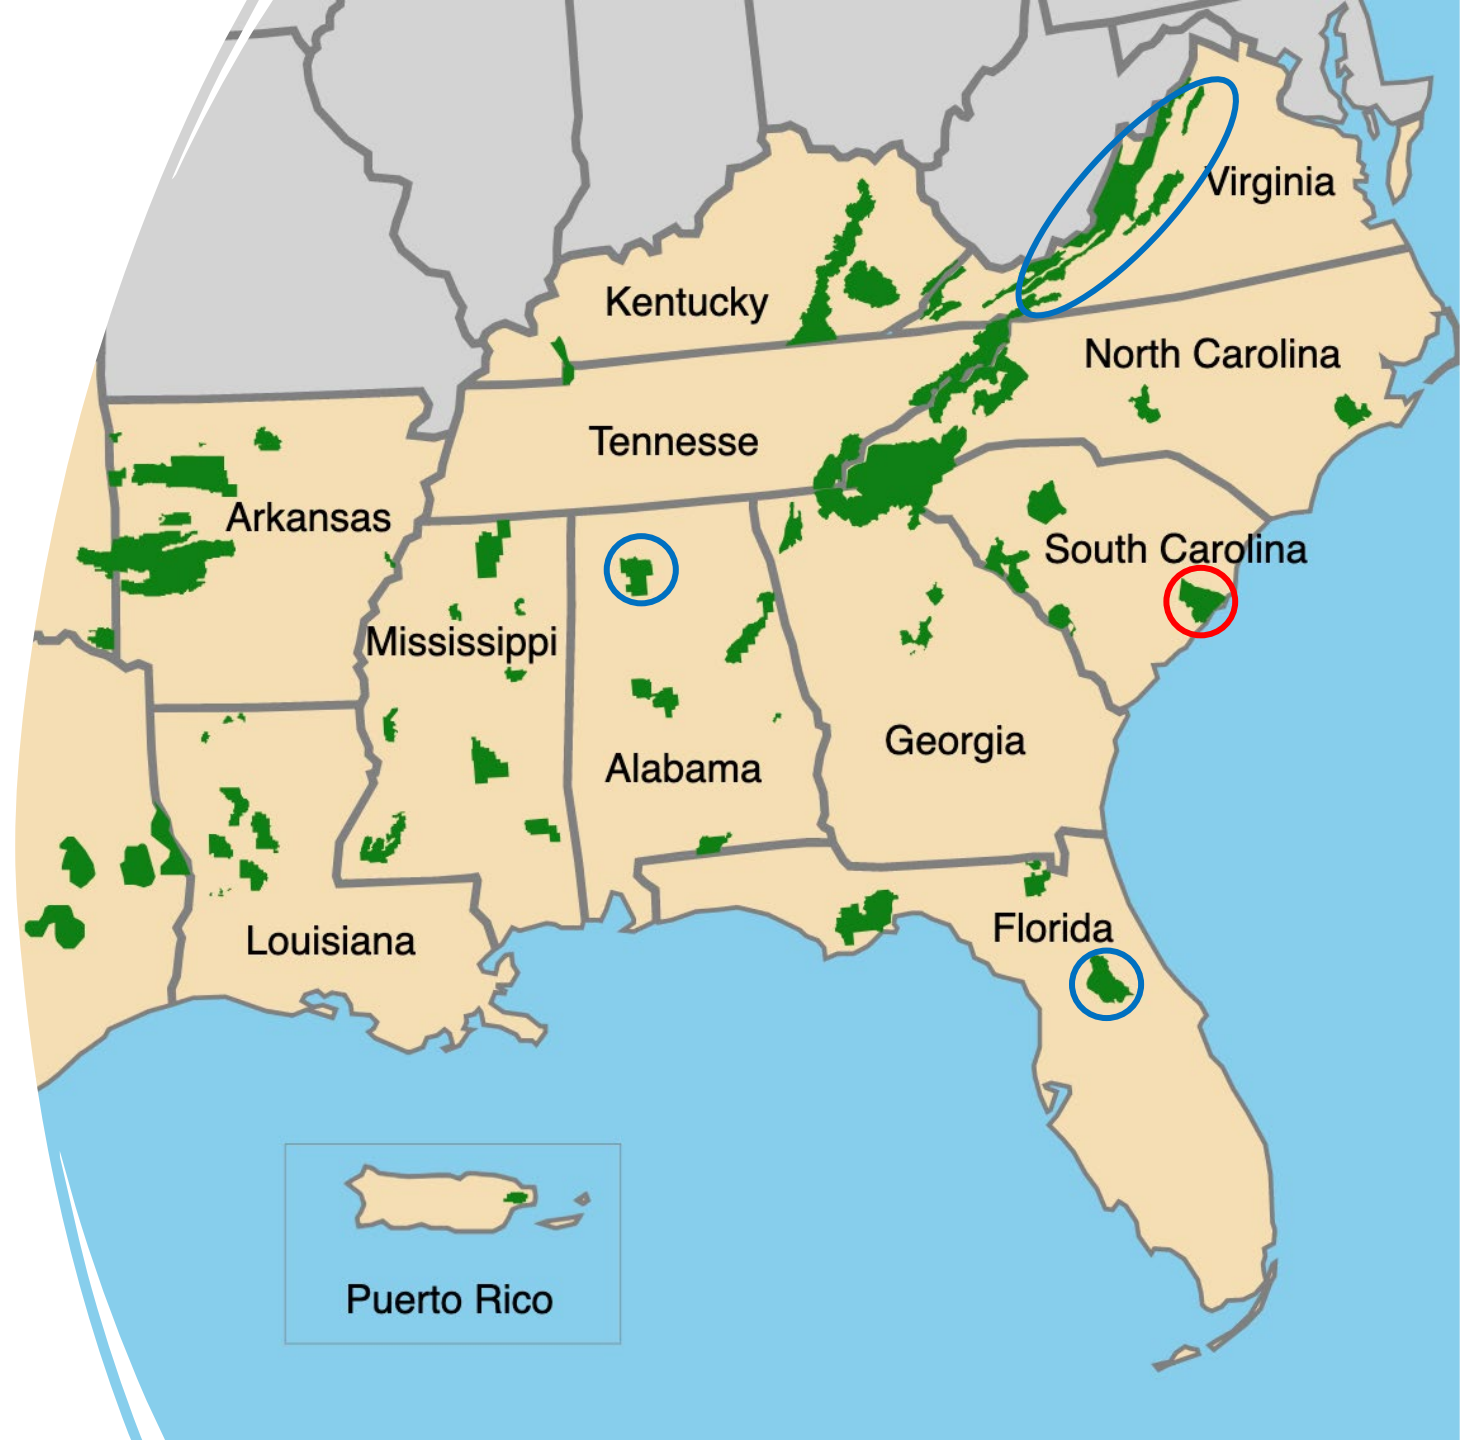 Virginia
Kentucky
North Carolina
Tennesse
Arkansas
South Carolina
Mississippi
Georgia
Alabama
Florida
Louisiana
Puerto Rico